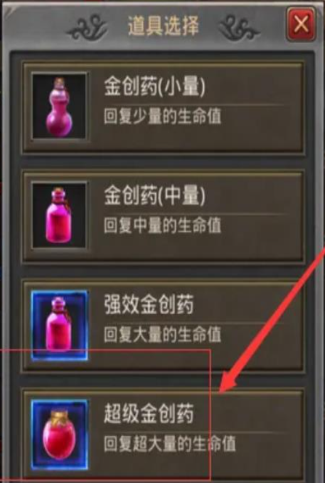 道具选择
金创药(小量)
回复少量的生命值
金创药(中量)
回复中量的生命值
强效金创药
回复大量的生命值
超级金创药
回复超大量的生命值